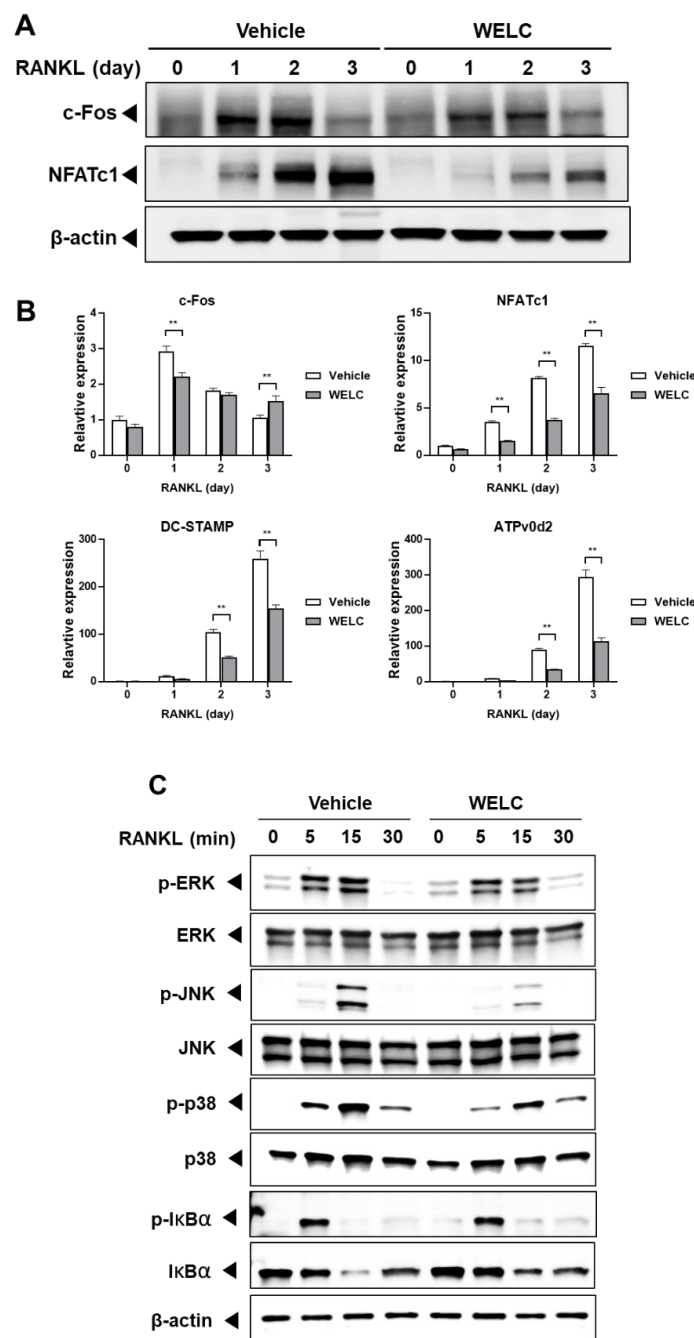 A
Vehicle WELC
RANKL (day) 0 1 2 3 0 1 2 3
c-Fos
NFATc1
β-actin
B
c-Fos
Relavtive expression
4
3
2
1
0
** **
0 1 2 3
RANKL (day)
Vehicle
WELC
NFATc1
Relavtive expression
15
10
5
0
** ** **
0 1 2 3
RANKL (day)
Vehicle
WELC
DC-STAMP
Relavtive expression
300
200
100
0
** **
0 1 2 3
RANKL (day)
Vehicle
WELC
ATPv0d2
Relavtive expression
400
300
200
100
0
** **
0 1 2 3
RANKL (day)
Vehicle
WELC
C
Vehicle WELC
RANKL (min) 0 5 15 30 0 5 15 30
p-ERK
ERK
p-JNK
JNK
p-p38
p38
p-IκBα
IκBα
β-actin